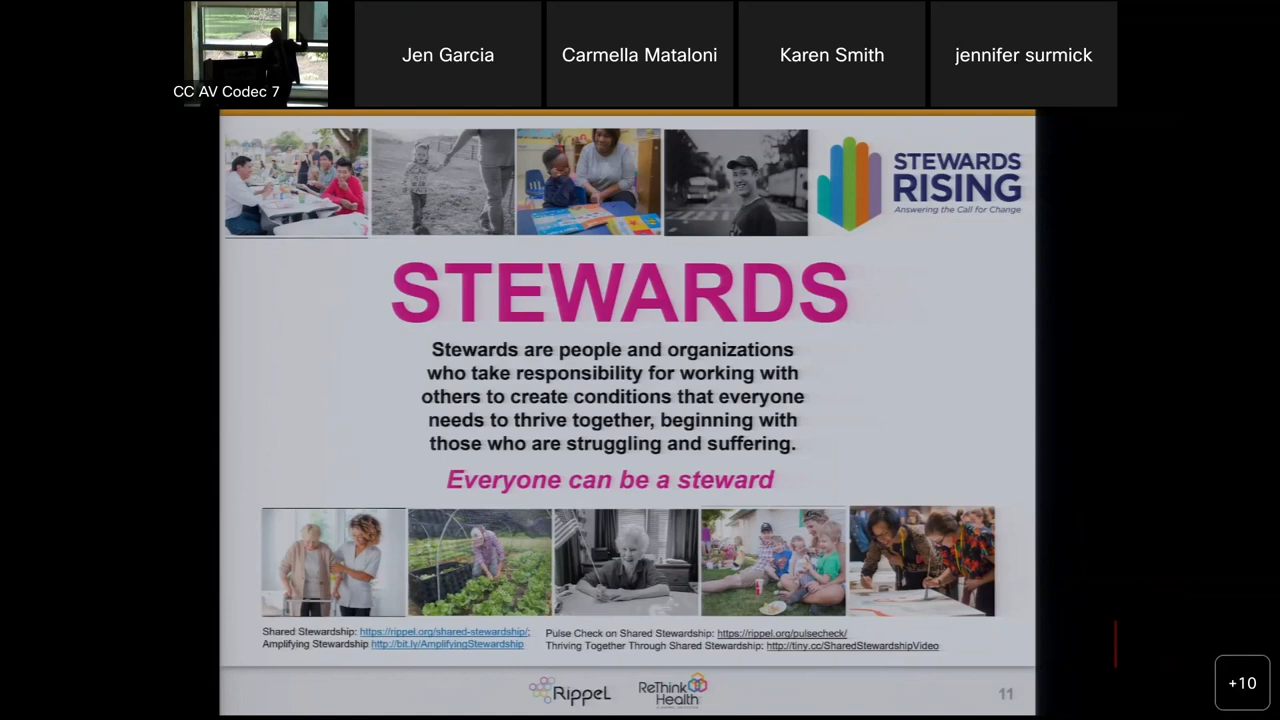 CC AV Codec 7
Jen Garcia
Carmella Mataloni
Karen Smith
jennifer surmick
STEWARDS
RISING
Answering the Call for Change
STEWARDS
Stewards are people and organizations
who take responsibility for working with
others to create conditions that everyone
needs to thrive together, beginning with
those who are struggling and suffering.
Everyone can be a steward
Shared Stewardship: https://rippel.org/shared-stewardship/;
Amplifying Stewardship http://bit.ly/AmplifyingStewardship
Pulse Check on Shared Stewardship: https://rippel.org/pulsecheck/
Thriving Together Through Shared Stewardship: http://tiny.cc/SharedStewardshipVideo
Rippel
ReThink
Health
11
+10